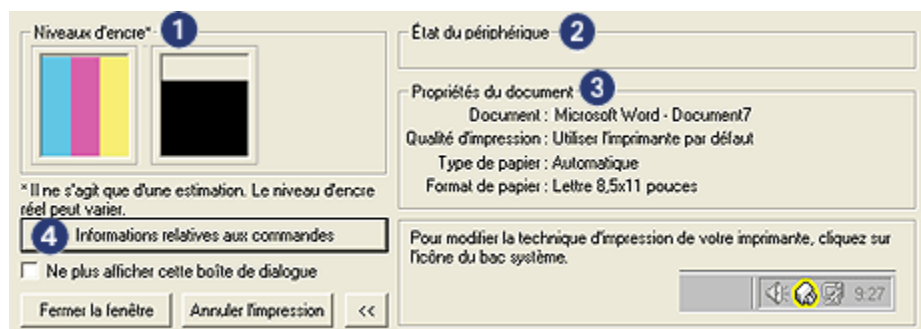 Niveaux d'encre* 1
*Il ne s'agit que d'une estimation. Le niveau d'encre
réel peut varier.
4 Informations relatives aux commandes
Ne plus afficher cette boîte de dialogue
Fermer la fenêtre Annuler l'impression <<
État du périphérique 2
Propriétés du document 3
Document : Microsoft Word - Document7
Qualité d'impression : Utiliser l'imprimante par défaut
Type de papier : Automatique
Format de papier : Lettre 8,5x11 pouces
Pour modifier la technique d'impression de votre imprimante, cliquez sur
l'icône du bac système.
9:27